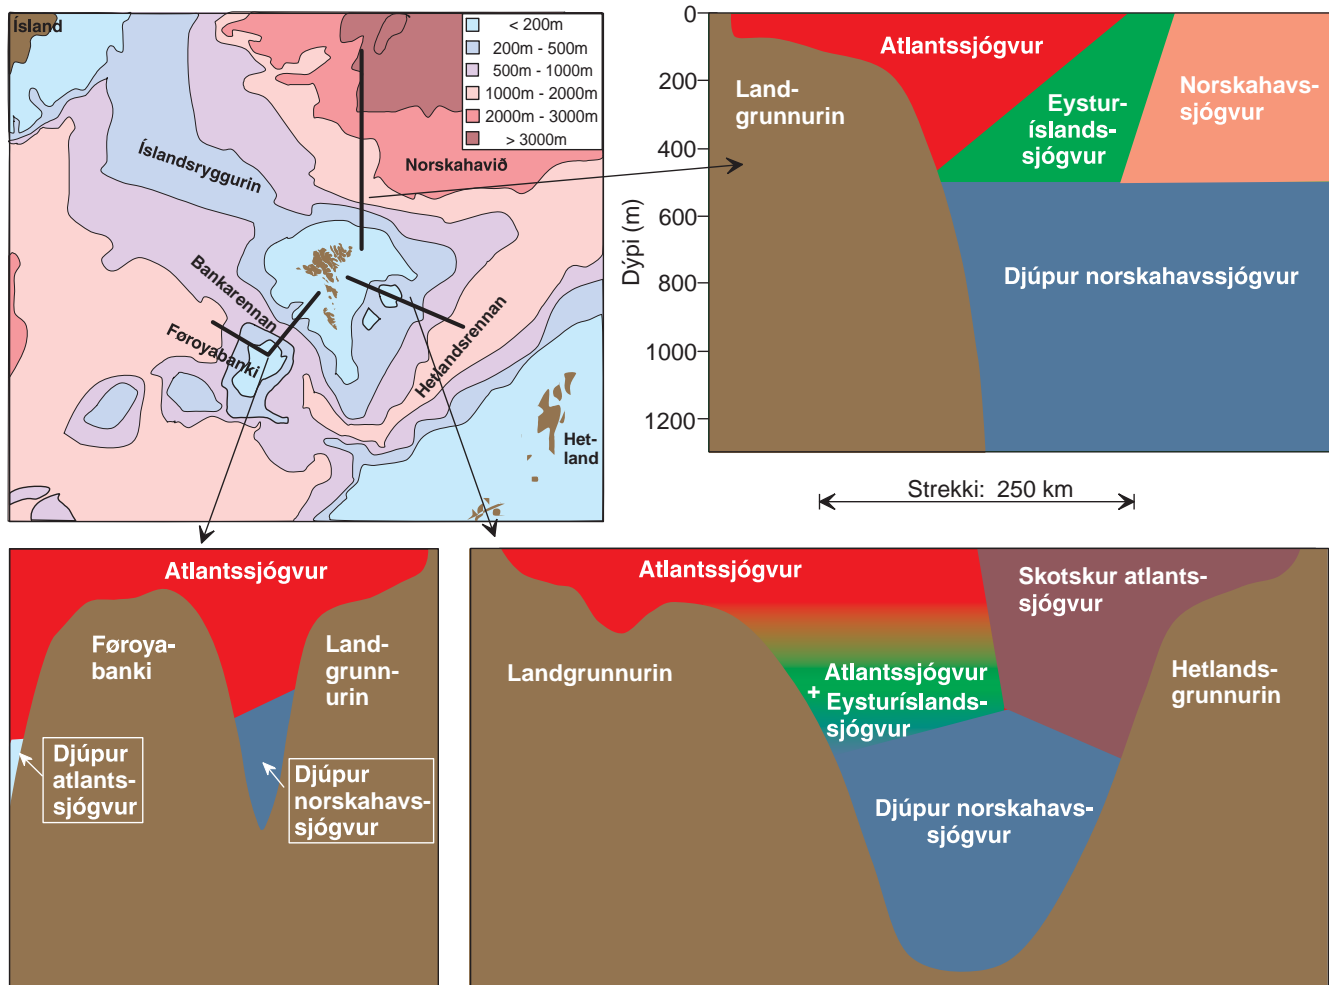 Ísland
< 200m
200m - 500m
500m - 1000m
1000m - 2000m
2000m - 3000m
> 3000m
Íslandsryggurin
Norskahavið
Bankarennan
Føroyabanki
Hetlandsrennan
Het-
land
0
200
400
600
800
1000
1200
Dýpi (m)
Atlantssjógvur
Land-
grunnurin
Eystur-
íslands-
sjógvur
Norskahavs-
sjógvur
Djúpur norskahavssjógvur
Strekki: 250 km
Atlantssjógvur
Føroya-
banki
Land-
grunn-
urin
Djúpur
atlants-
sjógvur
Djúpur
norskahavs-
sjógvur
Atlantssjógvur
Skotskur atlants-
sjógvur
Landgrunnurin
Atlantssjógvur
+ Eysturíslands-
sjógvur
Hetlands-
grunnurin
Djúpur norskahavs-
sjógvur